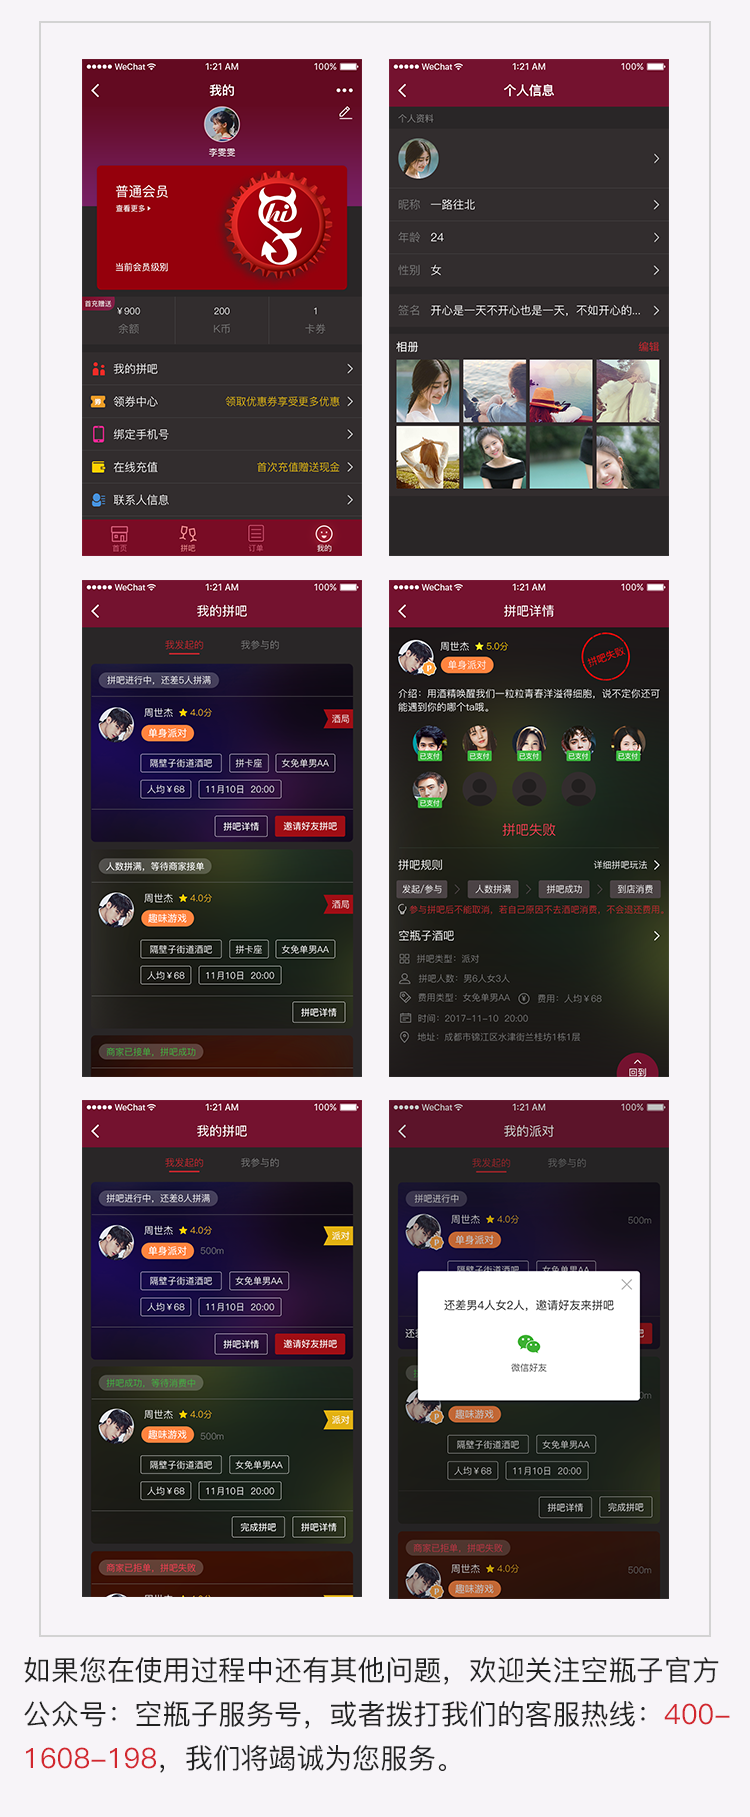 ●●●●● WeChat 1:21 AM 100%
我的
李雯雯
普通会员
查看更多
hi
当前会员级别
首充赠送
¥900 200 1
余额 K币 卡券
我的拼吧
领券中心 领取优惠券享受更多优惠
绑定手机号
在线充值 首次充值赠送现金
联系人信息
首页 拼吧 订单 我的
●●●●● WeChat 1:21 AM 100%
个人信息
个人资料
昵称 一路往北
年龄 24
性别 女
签名 开心是一天不开心也是一天，不如开心的...
相册 编辑
●●●●● WeChat 1:21 AM 100%
我的拼吧
我发起的 我参与的
拼吧进行中，还差5人拼满
周世杰 4.0分
酒局
单身派对
隔壁子街道酒吧 拼卡座 女免单男AA
人均¥68 11月10日 20:00
拼吧详情 邀请好友拼吧
人数拼满，等待商家接单
周世杰 4.0分
酒局
趣味游戏
隔壁子街道酒吧 拼卡座 女免单男AA
人均¥68 11月10日 20:00
拼吧详情
商家已接单，拼吧成功
●●●●● WeChat 1:21 AM 100%
拼吧详情
周世杰 5.0分
P 单身派对
拼吧失败
介绍：用酒精唤醒我们一粒粒青春洋溢得细胞，说不定你还可
能遇到你的哪个ta哦。
已支付 已支付 已支付 已支付 已支付
已支付
拼吧失败
拼吧规则 详细拼吧玩法
发起/参与 人数拼满 拼吧成功 到店消费
参与拼吧后不能取消，若自己原因不去酒吧消费，不会退还费用。
空瓶子酒吧
拼吧类型：派对
拼吧人数：男6人女3人
费用类型：女免单男AA ¥ 费用：人均¥68
时间：2017-11-10 20:00
地址：成都市锦江区水津街兰桂坊1栋1层
回到
●●●●● WeChat 1:21 AM 100%
我的拼吧
我发起的 我参与的
拼吧进行中，还差8人拼满
周世杰 4.0分
派对
单身派对 500m
隔壁子街道酒吧 女免单男AA
人均¥68 11月10日 20:00
拼吧详情 邀请好友拼吧
拼吧成功，等待消费中
周世杰 4.0分
派对
趣味游戏 500m
隔壁子街道酒吧 女免单男AA
人均¥68 11月10日 20:00
完成拼吧 拼吧详情
商家已拒单，拼吧失败
●●●●● WeChat 1:21 AM 100%
我的派对
我发起的 我参与的
拼吧进行中
周世杰 4.0分 500m
P 单身派对
隔壁子街道酒吧 女免单男AA
还差男4人女2人，邀请好友来拼吧
微信好友
还 吧
P 趣味游戏
隔壁子街道酒吧 女免单男AA
人均¥68 11月10日 20:00
拼吧详情 完成拼吧
商家已拒单，拼吧失败
周世杰 4.0分 500m
P 趣味游戏
如果您在使用过程中还有其他问题，欢迎关注空瓶子官方
公众号：空瓶子服务号，或者拨打我们的客服热线：400-
1608-198，我们将竭诚为您服务。